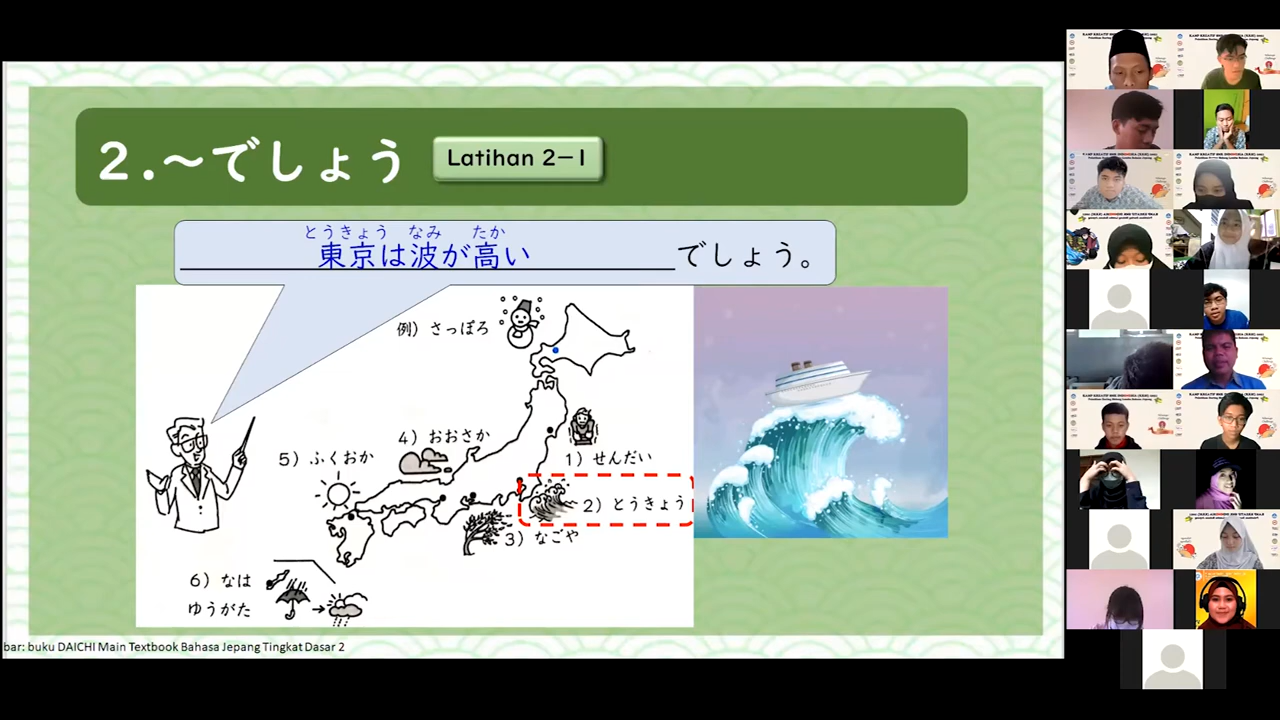 2.～でしょう
Latihan 2-1
とうきょう なみ たか
東京は波が高い でしょう。
例）さっぽろ
4）おおさか
1）せんだい
5）ふくおか
2）とうきょう
3）なごや
6）なは
ゆうがた
bar: buku DAICHI Main Textbook Bahasa Jepang Tingkat Dasar 2